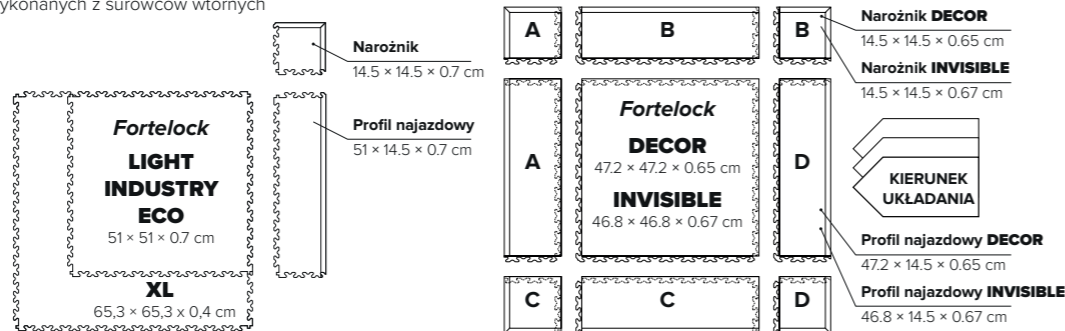 ykonanych z surowców wtórnych
Narożnik
14.5 × 14.5 × 0.7 cm
Profil najazdowy
51 × 14.5 × 0.7 cm
Fortelock
LIGHT
INDUSTRY
ECO
51 × 51 × 0.7 cm
XL
65,3 × 65,3 x 0,4 cm
A
B
B
A
Fortelock
DECOR
47.2 × 47.2 × 0.65 cm
INVISIBLE
46.8 × 46.8 × 0.67 cm
D
C
C
D
Narożnik DECOR
14.5 × 14.5 × 0.65 cm
Narożnik INVISIBLE
14.5 × 14.5 × 0.67 cm
KIERUNEK
UKŁADANIA
Profil najazdowy DECOR
47.2 × 14.5 × 0.65 cm
Profil najazdowy INVISIBLE
46.8 × 14.5 × 0.67 cm